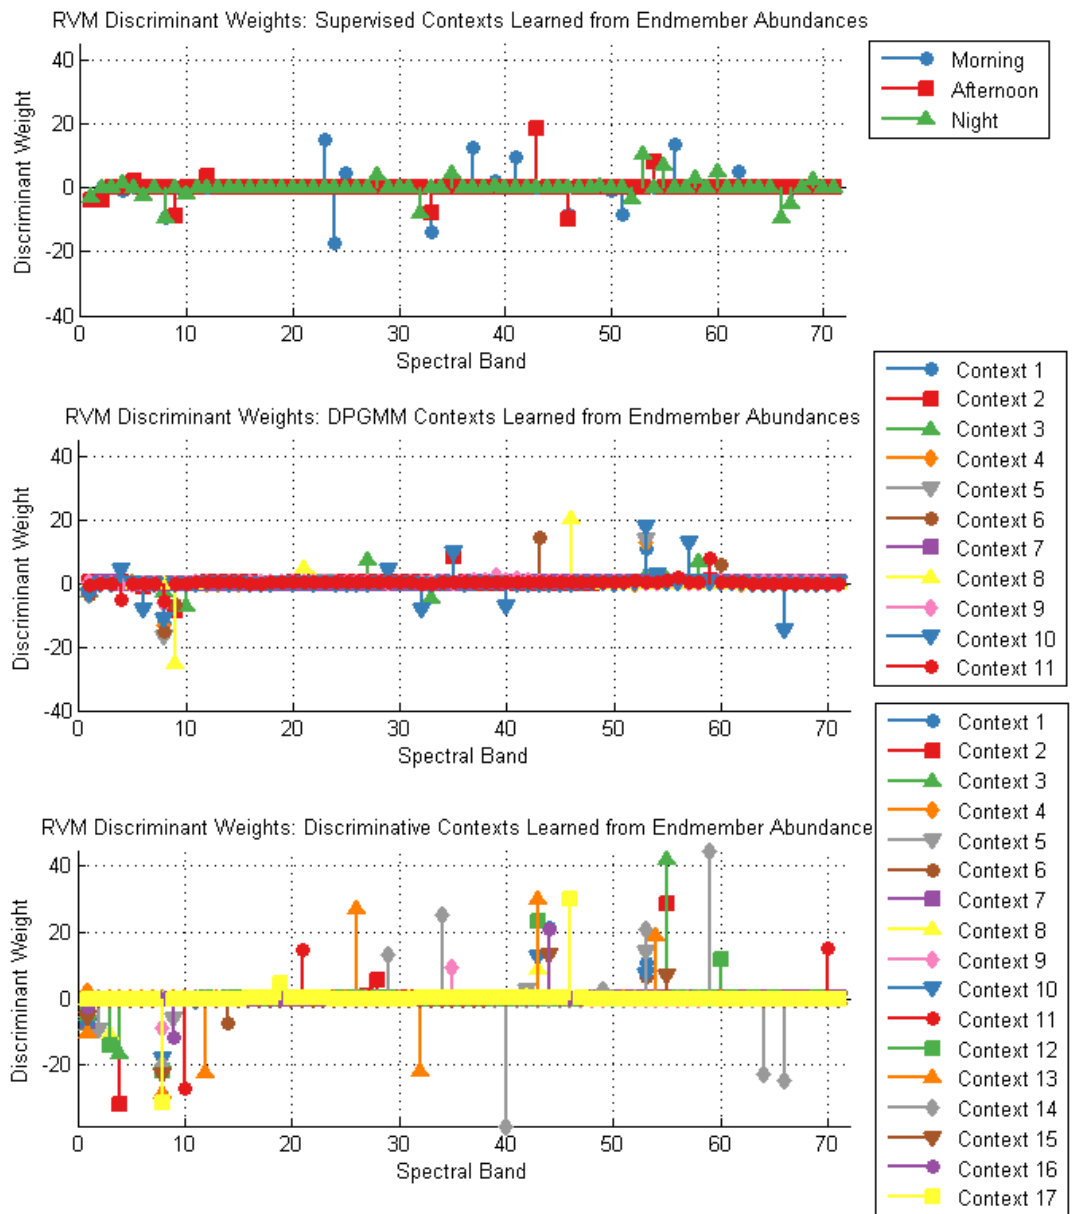 RVM Discriminant Weights: Supervised Contexts Learned from Endmember Abundances
40
20
0
-20
-40
Discriminant Weight
0 10 20 30 40 50 60 70
Spectral Band
Morning
Afternoon
Night
RVM Discriminant Weights: DPGMM Contexts Learned from Endmember Abundances
40
20
0
-20
-40
Discriminant Weight
0 10 20 30 40 50 60 70
Spectral Band
Context 1
Context 2
Context 3
Context 4
Context 5
Context 6
Context 7
Context 8
Context 9
Context 10
Context 11
RVM Discriminant Weights: Discriminative Contexts Learned from Endmember Abundance
40
20
0
-20
Discriminant Weight
0 10 20 30 40 50 60 70
Spectral Band
Context 1
Context 2
Context 3
Context 4
Context 5
Context 6
Context 7
Context 8
Context 9
Context 10
Context 11
Context 12
Context 13
Context 14
Context 15
Context 16
Context 17